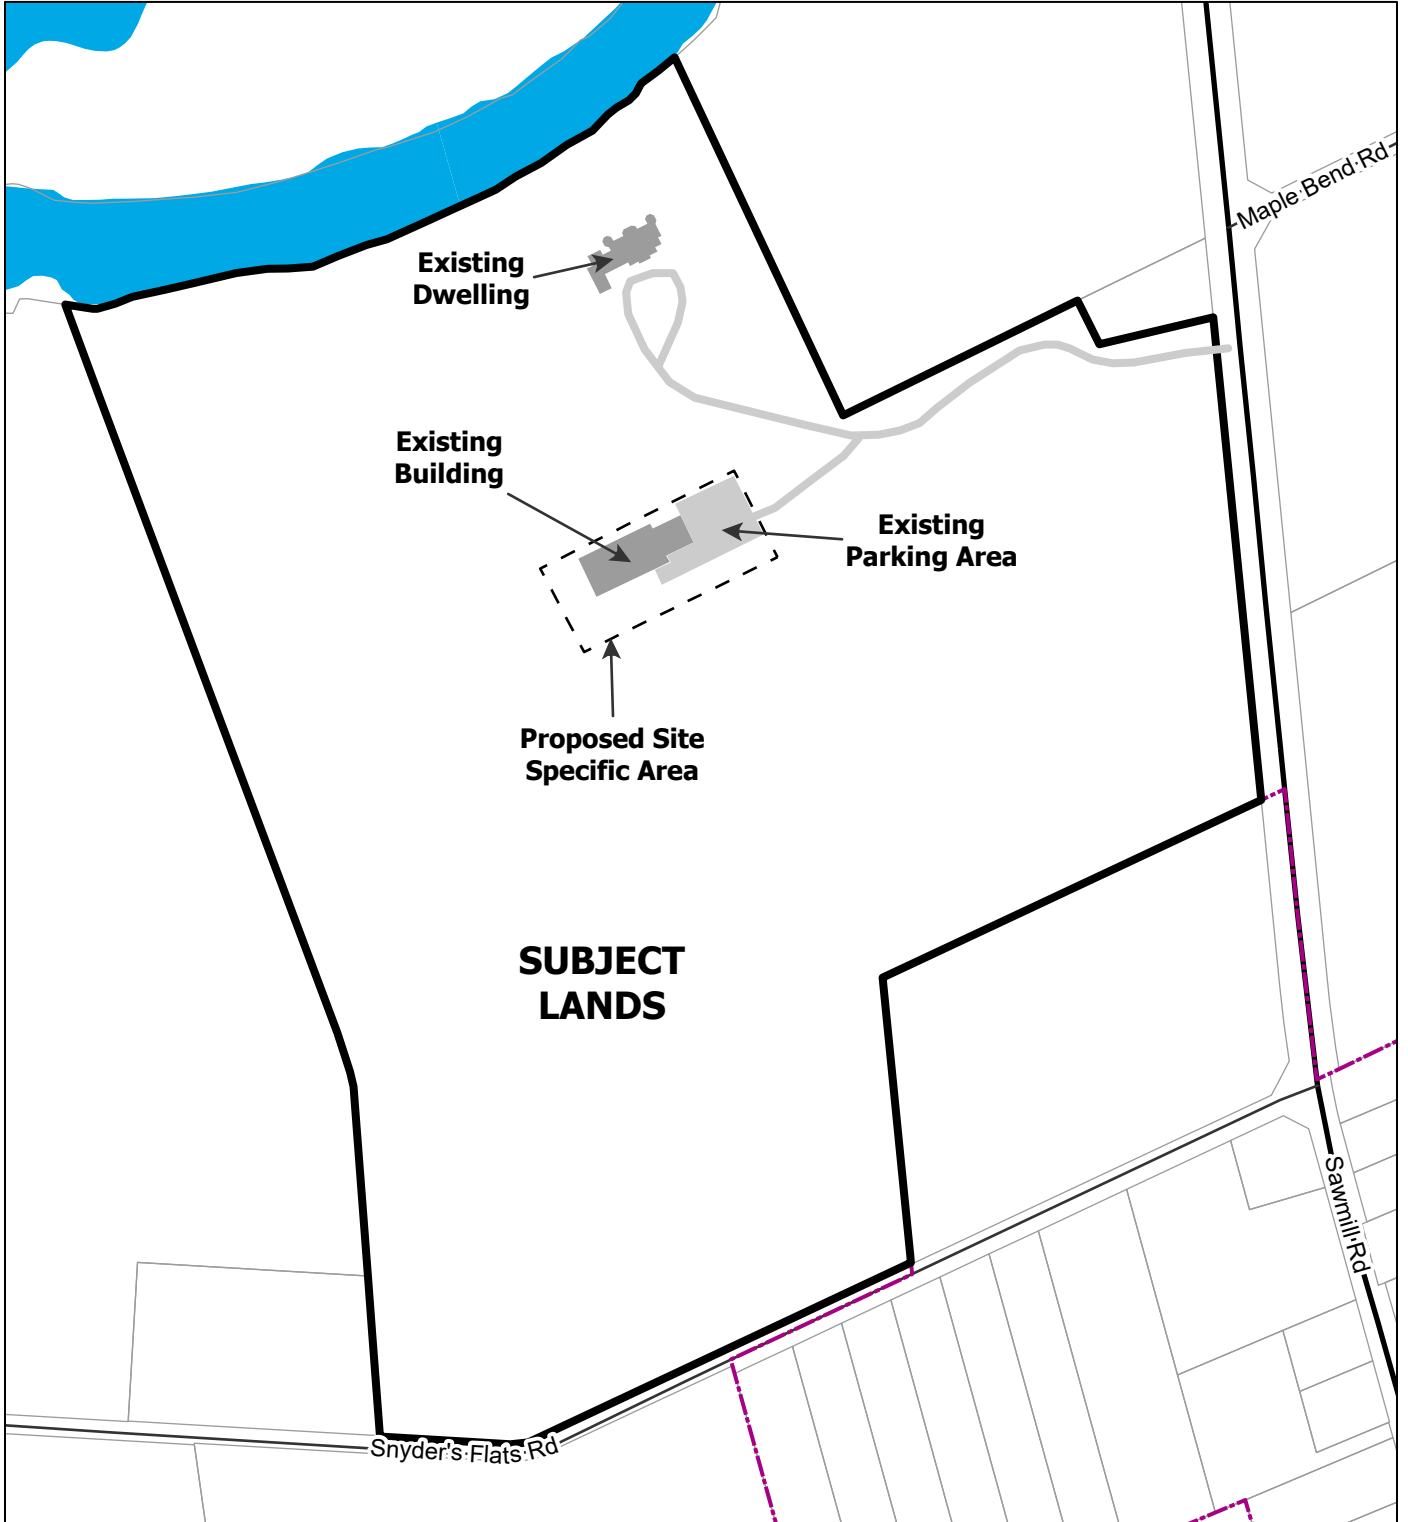 Maple Bend Rd
Existing
Dwelling
Existing
Building
Existing
Parking Area
Proposed Site
Specific Area
SUBJECT
LANDS
Sawmill Rd
Snyder's Flats Rd